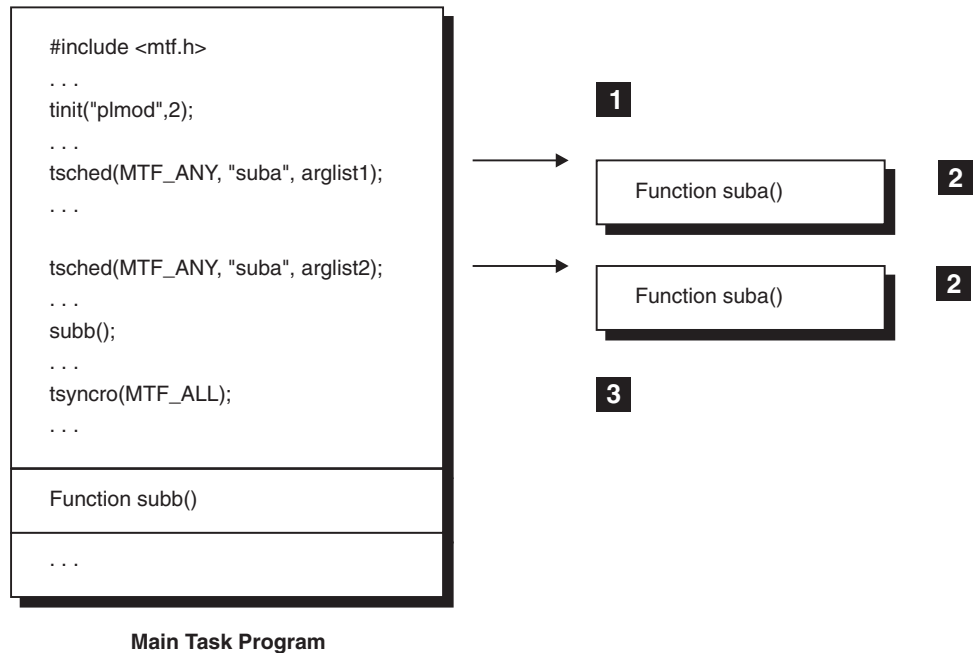 #include <mtf.h>
. . .
tinit("plmod",2);
. . .
tsched(MTF_ANY, "suba", arglist1);
. . .
tsched(MTF_ANY, "suba", arglist2);
. . .
subb();
. . .
tsyncro(MTF_ALL);
. . .
Function subb()
. . .
Main Task Program
1
Function suba()
2
Function suba()
2
3